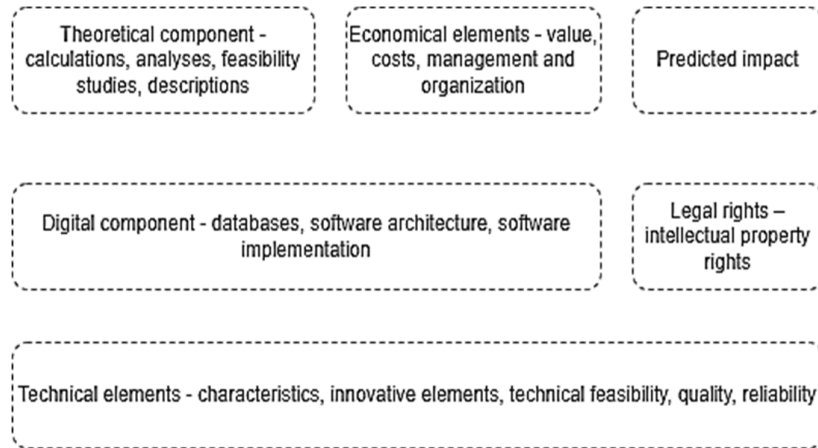 Theoretical component -
calculations, analyses, feasibility
studies, descriptions
Economical elements - value,
costs, management and
organization
Predicted impact
Digital component - databases, software architecture, software
implementation
Legal rights –
intellectual property
rights
Technical elements - characteristics, innovative elements, technical feasibility, quality, reliability